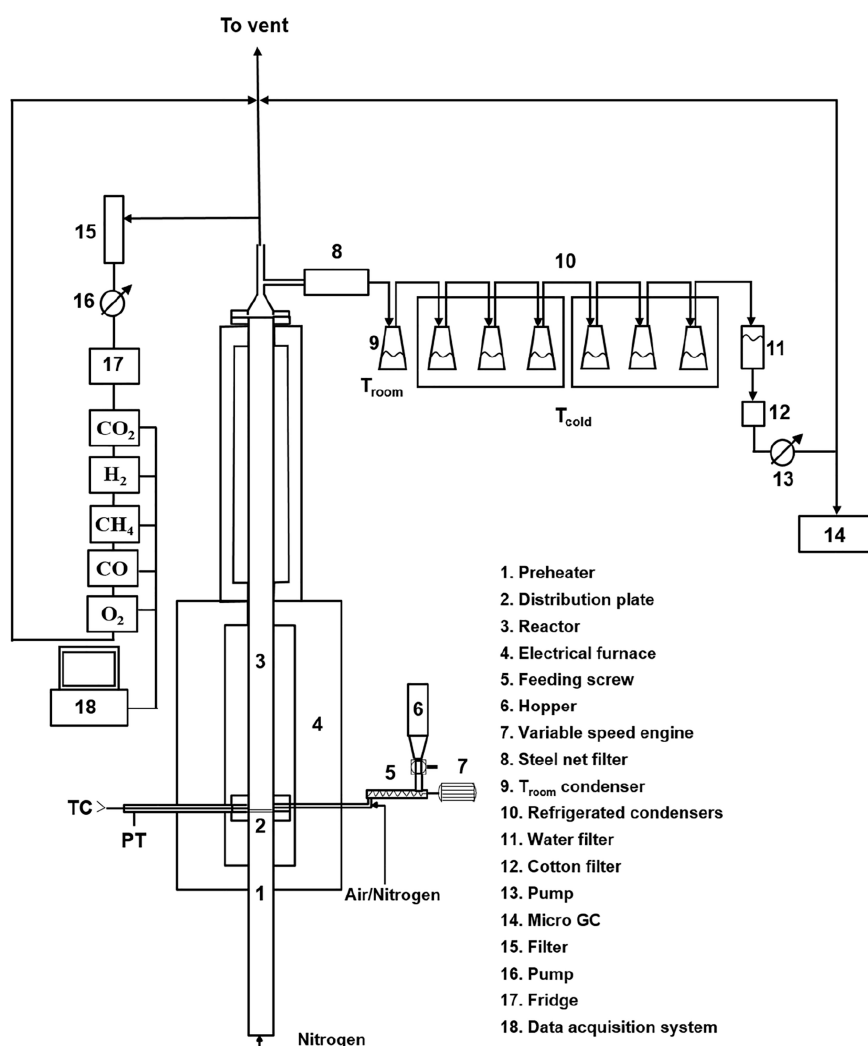 To vent
15
8
10
16
9
11
17
T_room
T_cold
12
CO₂
13
H₂
14
CH₄
CO
O₂
3
18
4
6
5
7
TC
2
PT
1
Air/Nitrogen
Nitrogen
1. Preheater
2. Distribution plate
3. Reactor
4. Electrical furnace
5. Feeding screw
6. Hopper
7. Variable speed engine
8. Steel net filter
9. T_room condenser
10. Refrigerated condensers
11. Water filter
12. Cotton filter
13. Pump
14. Micro GC
15. Filter
16. Pump
17. Fridge
18. Data acquisition system